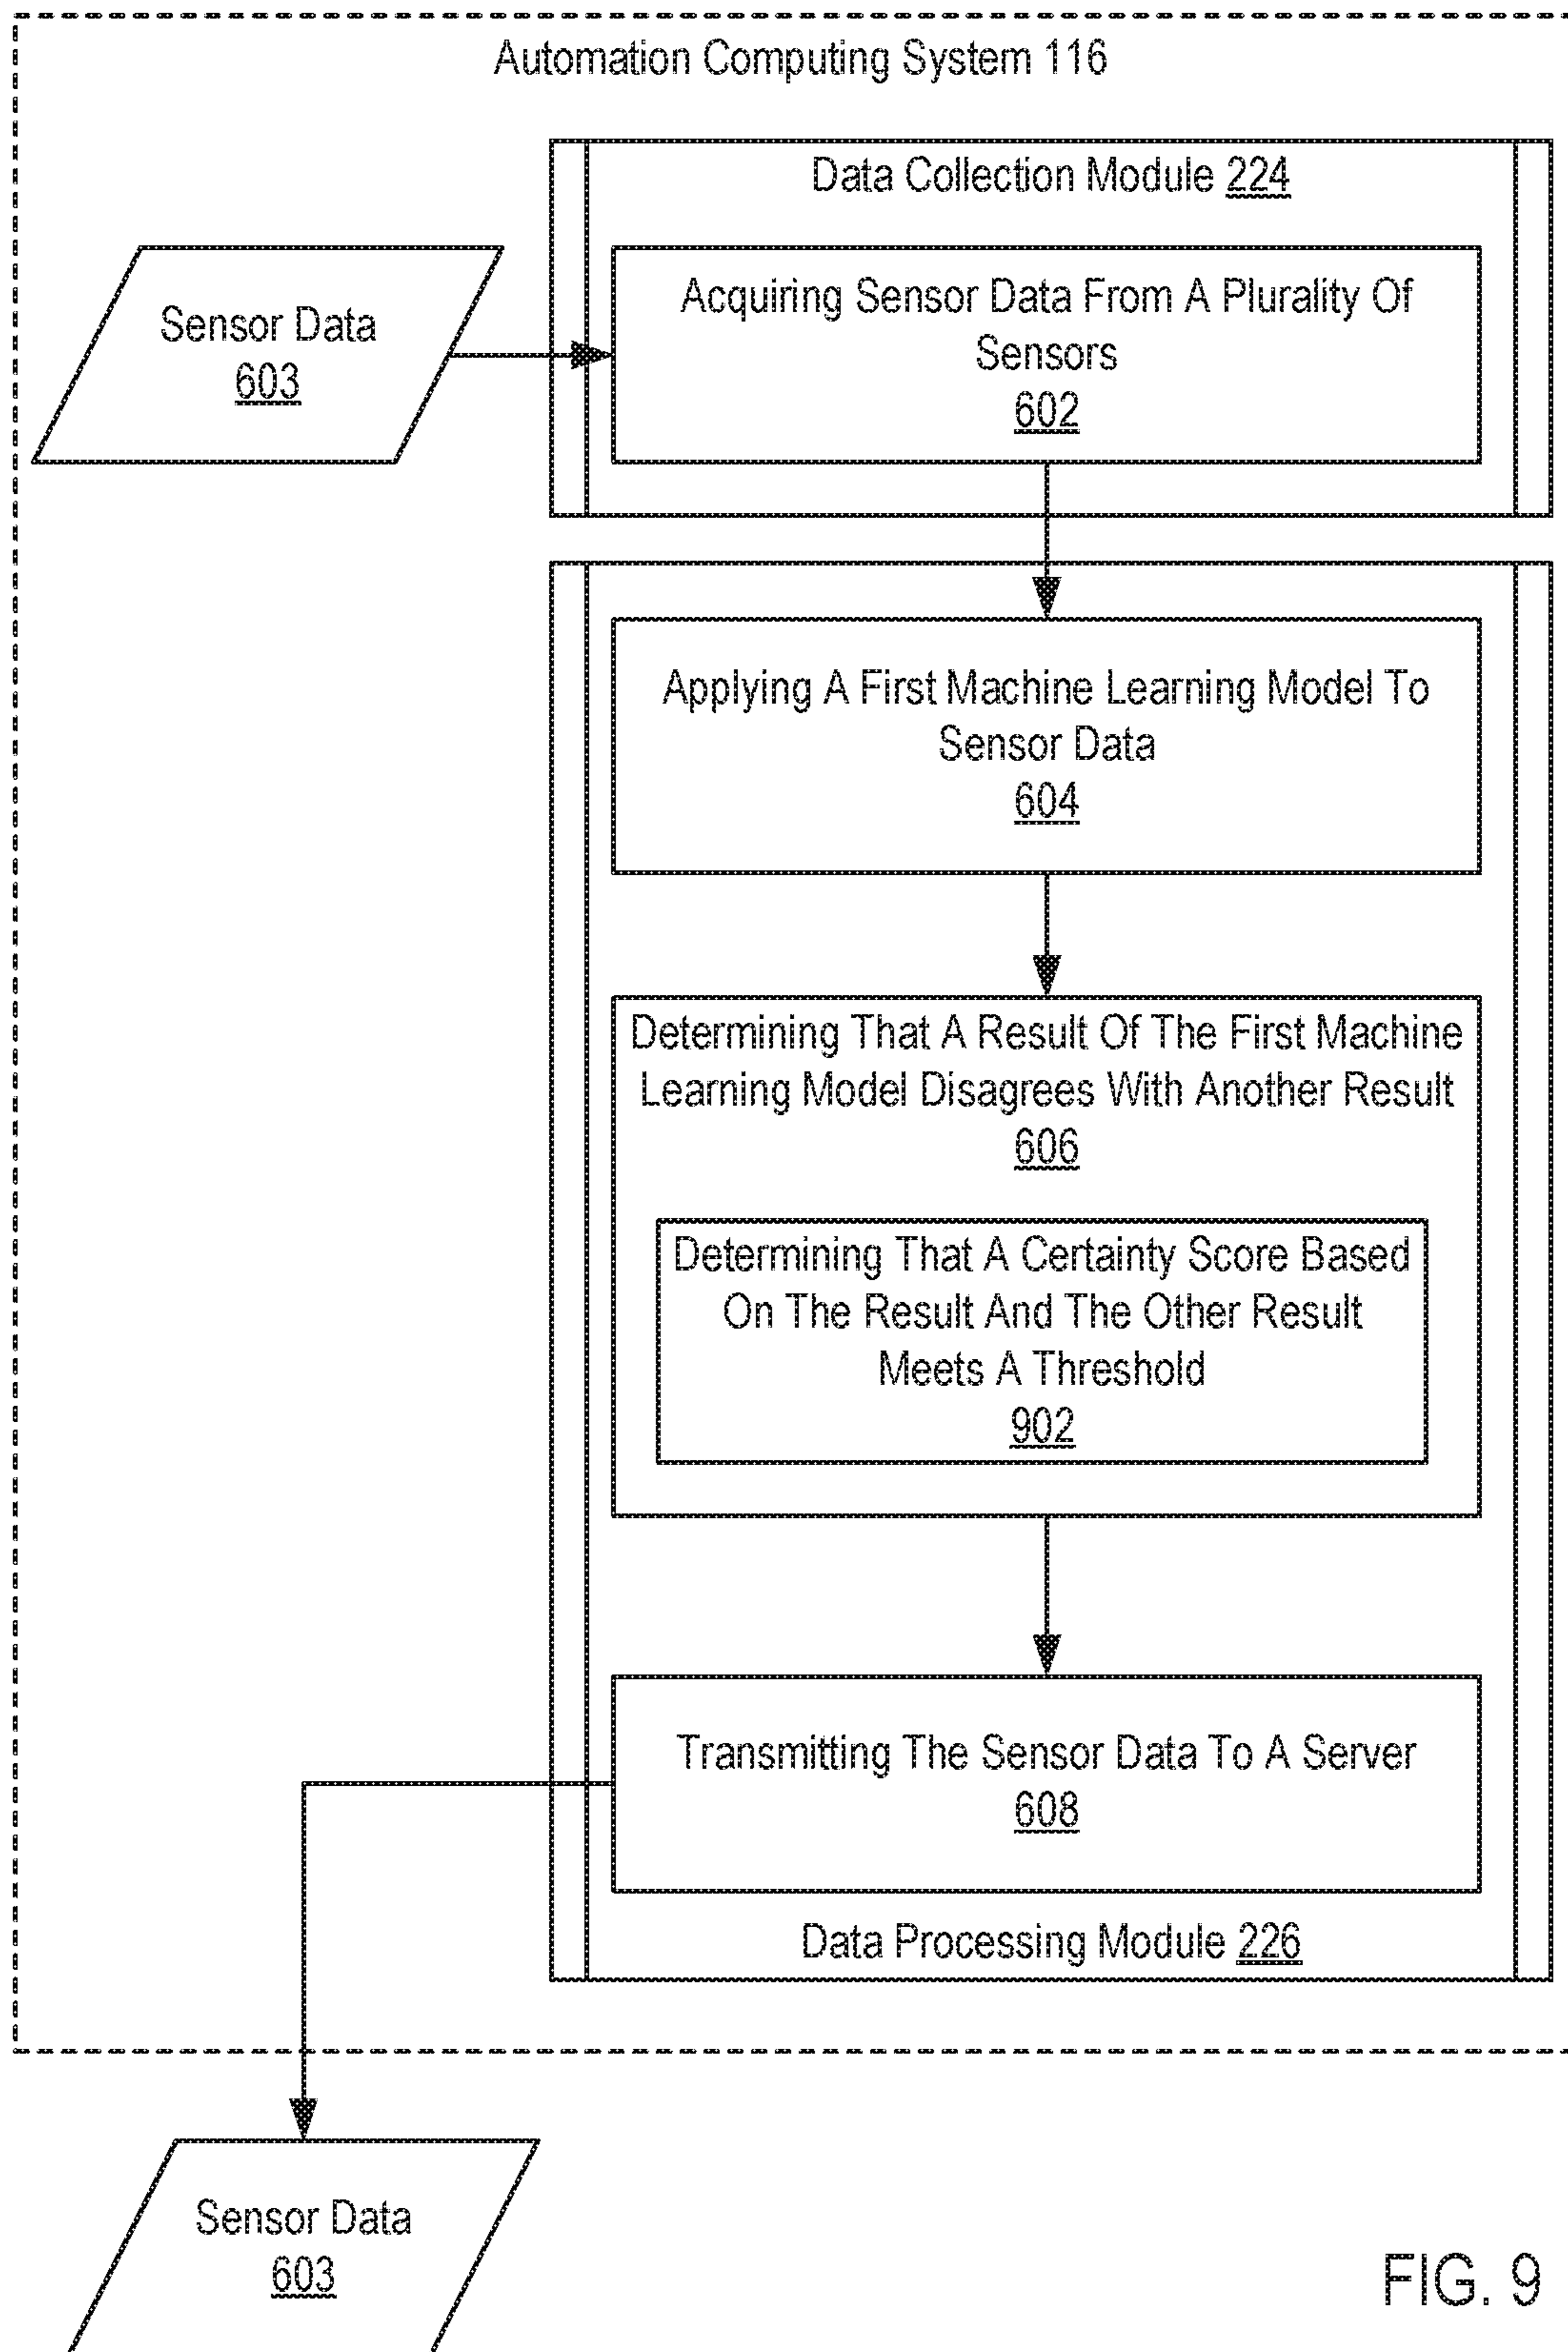 Automation Computing System 116
Data Collection Module 224
Sensor Data
603
Acquiring Sensor Data From A Plurality Of
Sensors
602
Applying A First Machine Learning Model To
Sensor Data
604
Determining That A Result Of The First Machine
Learning Model Disagrees With Another Result
606
Determining That A Certainty Score Based
On The Result And The Other Result
Meets A Threshold
902
Transmitting The Sensor Data To A Server
608
Data Processing Module 226
Sensor Data
603
FIG. 9